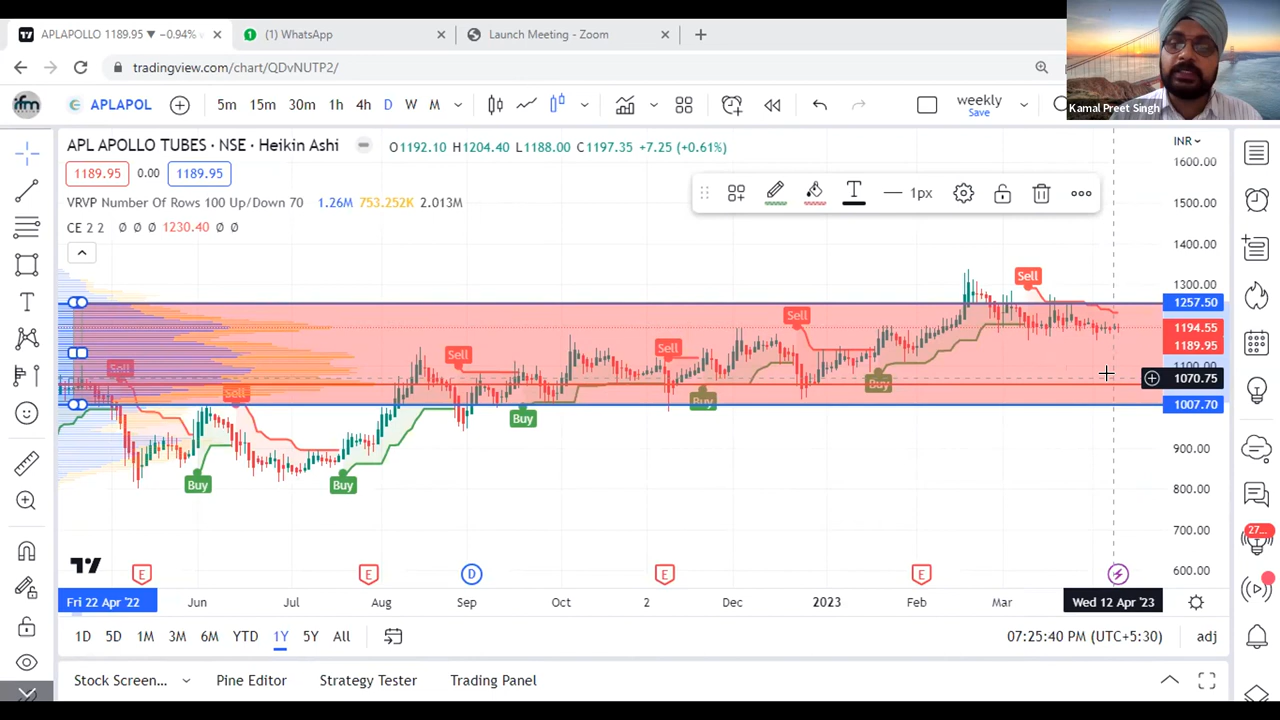 APLAPOLLO 1189.95 ▼ −0.94%
(1) WhatsApp
Launch Meeting - Zoom
tradingview.com/chart/QDvNUTP2/
ifm
APLAPOL
5m 15m 30m 1h 4h D W M
weekly
Save
Kamal Preet Singh
APL APOLLO TUBES · NSE · Heikin Ashi
O1192.10 H1204.40 L1188.00 C1197.35 +7.25 (+0.61%)
INR
1189.95 0.00 1189.95
VRVP Number Of Rows 100 Up/Down 70 1.26M 753.252K 2.013M
CE 2 2 ∅ ∅ ∅ 1230.40 ∅ ∅
T 1px
1600.00
1500.00
1400.00
1300.00
1257.50
1194.55
1189.95
1100.00
1070.75
1007.70
900.00
800.00
700.00
600.00
Sell
Sell
Sell
Sell
Sell
Sell
Buy
Buy
Buy
Buy
Buy
27...
E
E
D
E
E
Fri 22 Apr '22 Jun Jul Aug Sep Oct 2 Dec 2023 Feb Mar Wed 12 Apr '23
1D 5D 1M 3M 6M YTD 1Y 5Y All
07:25:40 PM (UTC+5:30) adj
Stock Screen... Pine Editor Strategy Tester Trading Panel